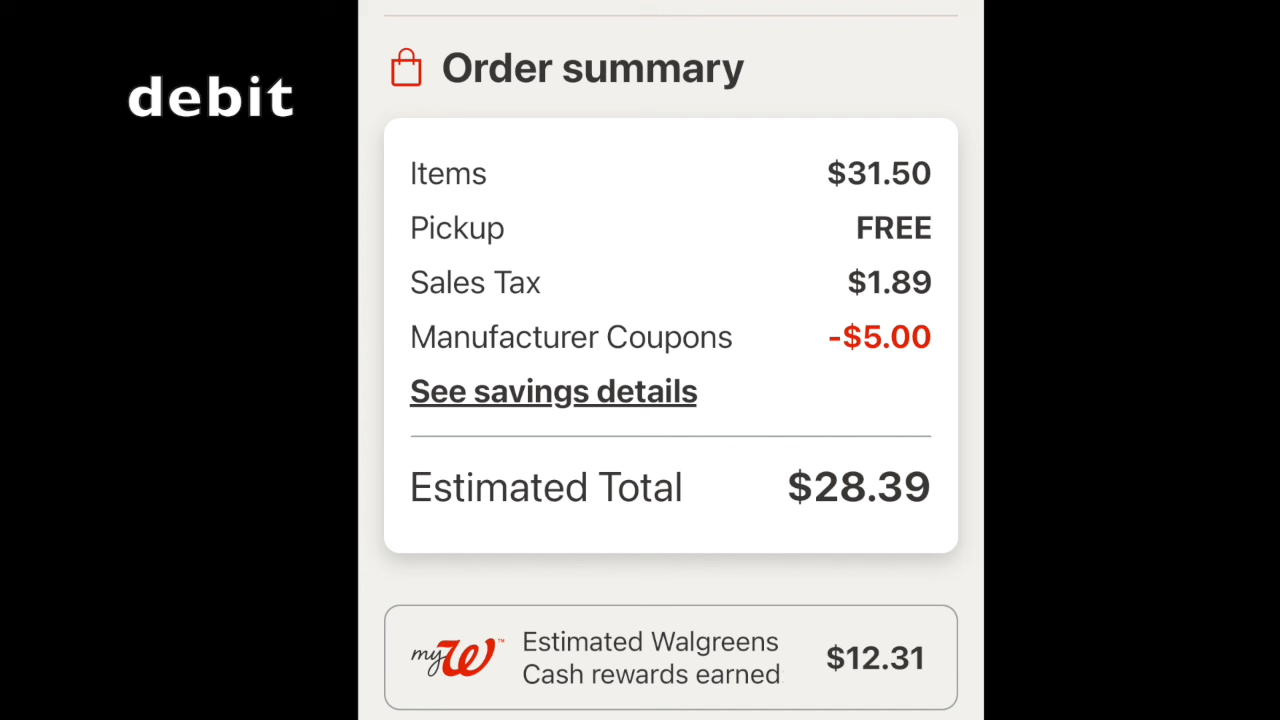 debit
Order summary
Items $31.50
Pickup FREE
Sales Tax $1.89
Manufacturer Coupons -$5.00
See savings details
Estimated Total $28.39
myW™ Estimated Walgreens
Cash rewards earned $12.31